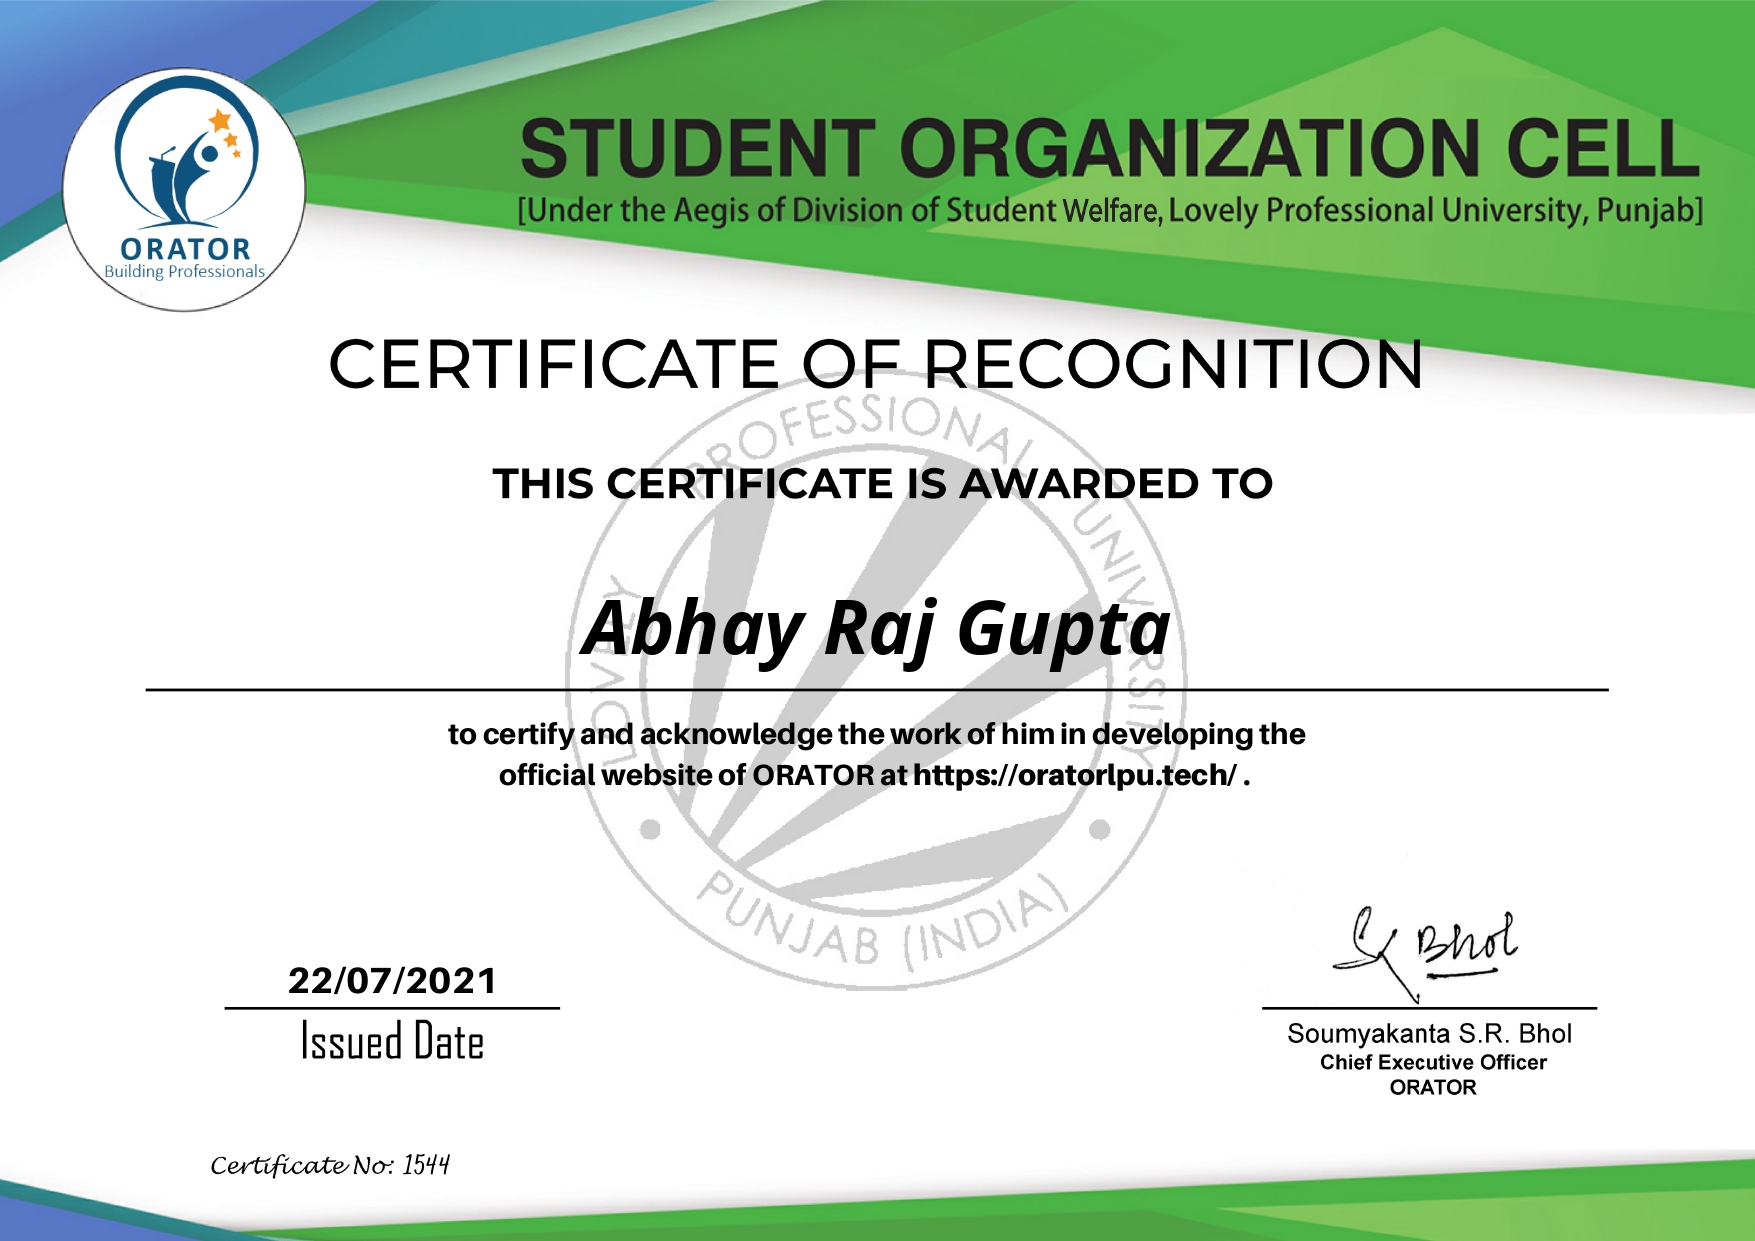 STUDENT ORGANIZATION CELL
[Under the Aegis of Division of Student Welfare, Lovely Professional University, Punjab]
ORATOR
Building Professionals
CERTIFICATE OF RECOGNITION
THIS CERTIFICATE IS AWARDED TO
Abhay Raj Gupta
to certify and acknowledge the work of him in developing the
official website of ORATOR at https://oratorlpu.tech/ .
LOVELY PROFESSIONAL UNIVERSITY
PUNJAB (INDIA)
22/07/2021
Issued Date
Bhol
Soumyakanta S.R. Bhol
Chief Executive Officer
ORATOR
Certificate No: 1544